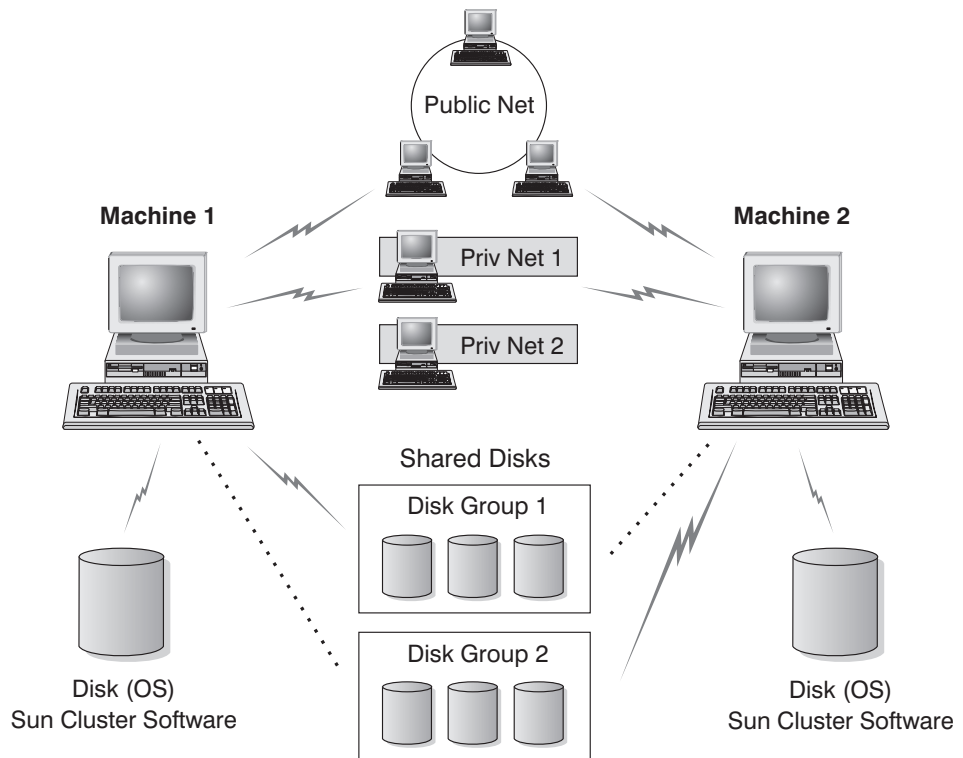 Public Net
Machine 1
Machine 2
Priv Net 1
Priv Net 2
Shared Disks
Disk Group 1
Disk Group 2
Disk (OS)
Sun Cluster Software
Disk (OS)
Sun Cluster Software